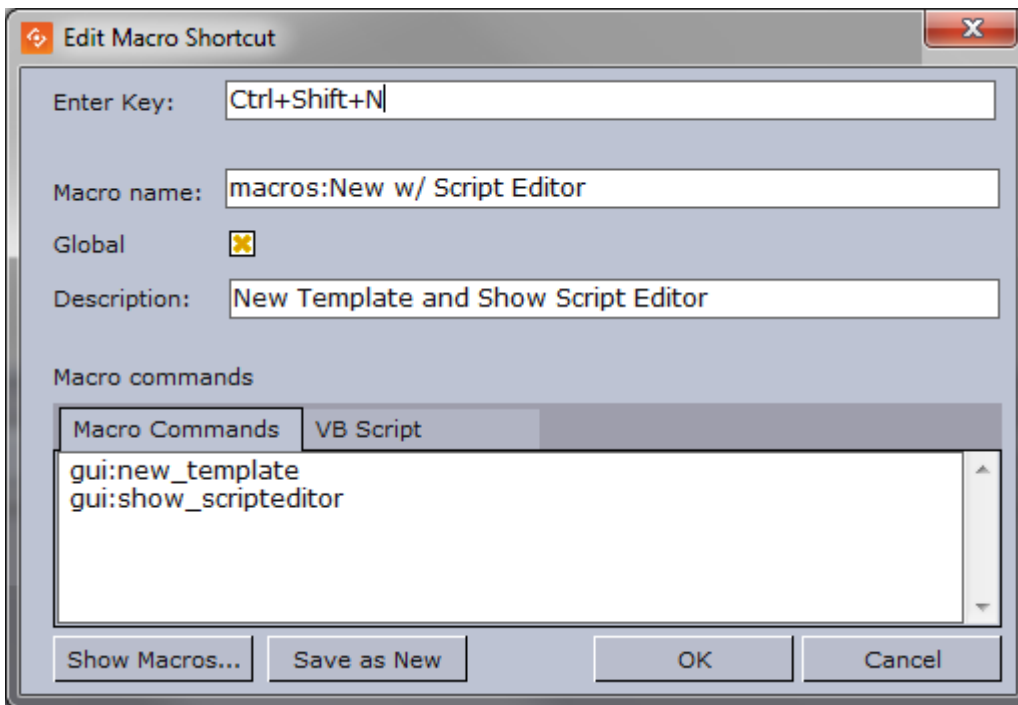 Edit Macro Shortcut
Enter Key: Ctrl+Shift+N
Macro name: macros:New w/ Script Editor
Global
Description: New Template and Show Script Editor
Macro commands
Macro Commands VB Script
gui:new_template
gui:show_scripteditor
Show Macros... Save as New OK Cancel